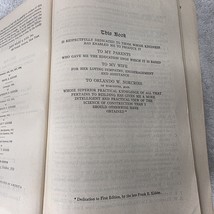 This Book
IS RESPECTFULLY DEDICATED TO THOSE WHOSE KINDNESS
HAS ENABLED ME TO PRODUCE IT
TO MY PARENTS
WHO GAVE ME THE EDUCATION UPON WHICH IT IS BASED
TO MY WIFE
FOR HER LOVING SYMPATHY, ENCOURAGEMENT
AND ASSISTANCE
TO ORLANDO W. NORCROSS
OF WORCESTER, MASS.
WHOSE SUPERIOR PRACTICAL KNOWLEDGE OF ALL THAT
PERTAINS TO BUILDING HAS GIVEN ME A MORE
INTELLIGENT AND PRACTICAL VIEW OF THE
SCIENCE OF CONSTRUCTION THAN I
SHOULD OTHERWISE HAVE
OBTAINED*
* Dedication to First Edition, by the late Frank E. Kidder.